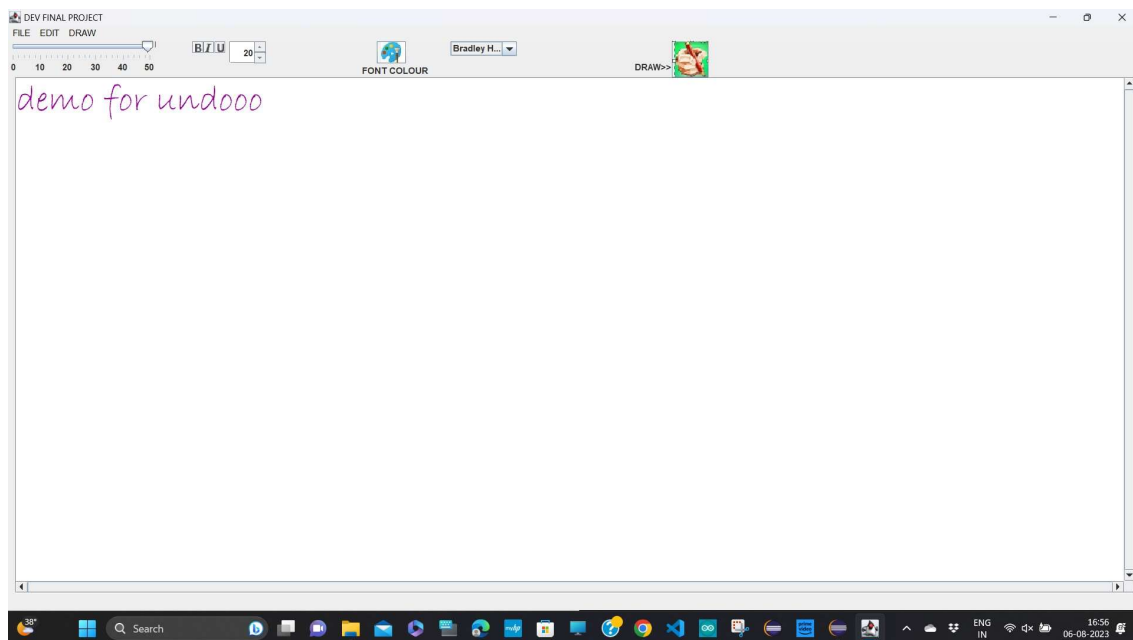 DEV FINAL PROJECT
FILE EDIT DRAW
B I U 20 Bradley H...
0 10 20 30 40 50
FONT COLOUR DRAW>>
demo for undooo
38° Search ENG 16:56
IN 06-08-2023